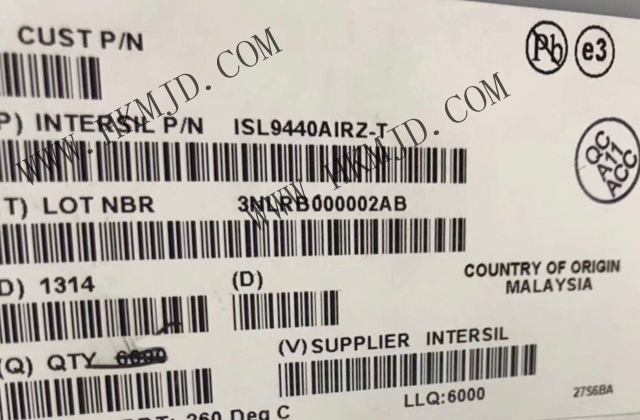 CUST P/N
Pb
e3
WWW.HKMJD.COM
P) INTERSIL P/N ISL9440AIRZ-T
WWW.HKMJD.COM
QC
A11
ACC
T) LOT NBR 3NLRB000002AB
D) 1314 (D)
COUNTRY OF ORIGIN
MALAYSIA
(Q) QTY 6000
(V) SUPPLIER INTERSIL
LLQ:6000
27S6BA
260 Deg C